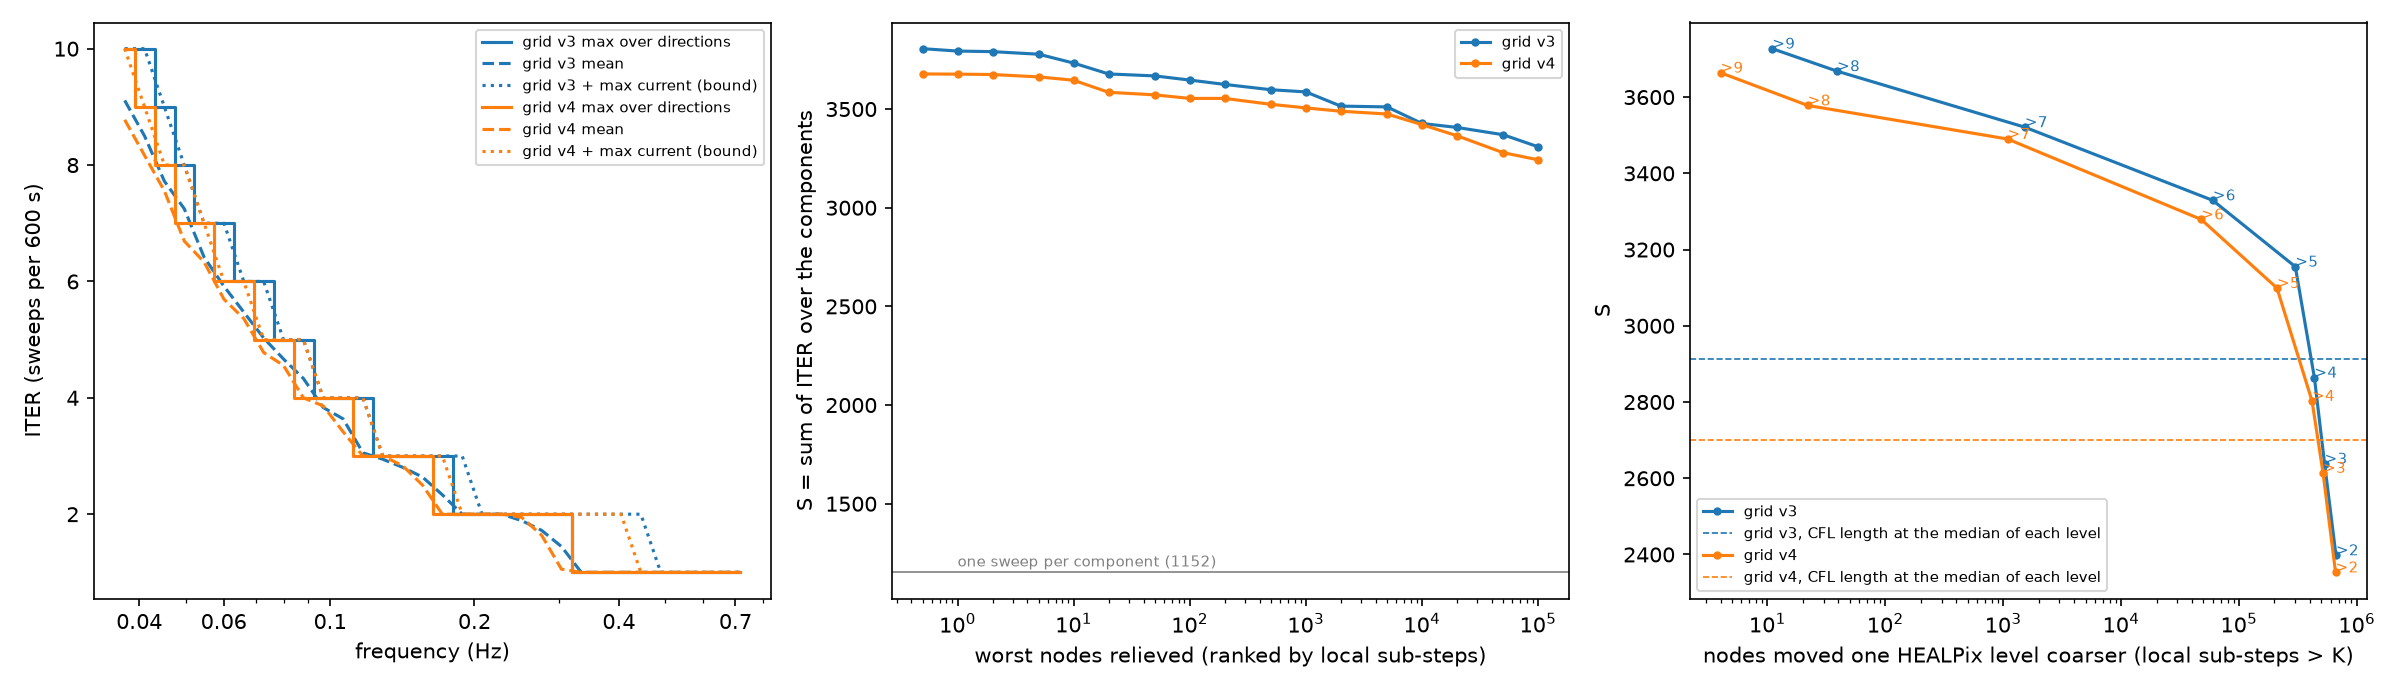 10
8
6
4
2
ITER (sweeps per 600 s)
0.04
0.06
0.1
0.2
0.4
0.7
frequency (Hz)
grid v3 max over directions
grid v3 mean
grid v3 + max current (bound)
grid v4 max over directions
grid v4 mean
grid v4 + max current (bound)
3500
3000
2500
2000
1500
S = sum of ITER over the components
grid v3
grid v4
one sweep per component (1152)
10⁰
10¹
10²
10³
10⁴
10⁵
worst nodes relieved (ranked by local sub-steps)
3600
3400
3200
3000
2800
2600
2400
S
>9
>8
>7
>6
>5
>4
>3
>2
>9
>8
>7
>6
>5
>4
>3
>2
grid v3
grid v3, CFL length at the median of each level
grid v4
grid v4, CFL length at the median of each level
10¹
10²
10³
10⁴
10⁵
10⁶
nodes moved one HEALPix level coarser (local sub-steps > K)